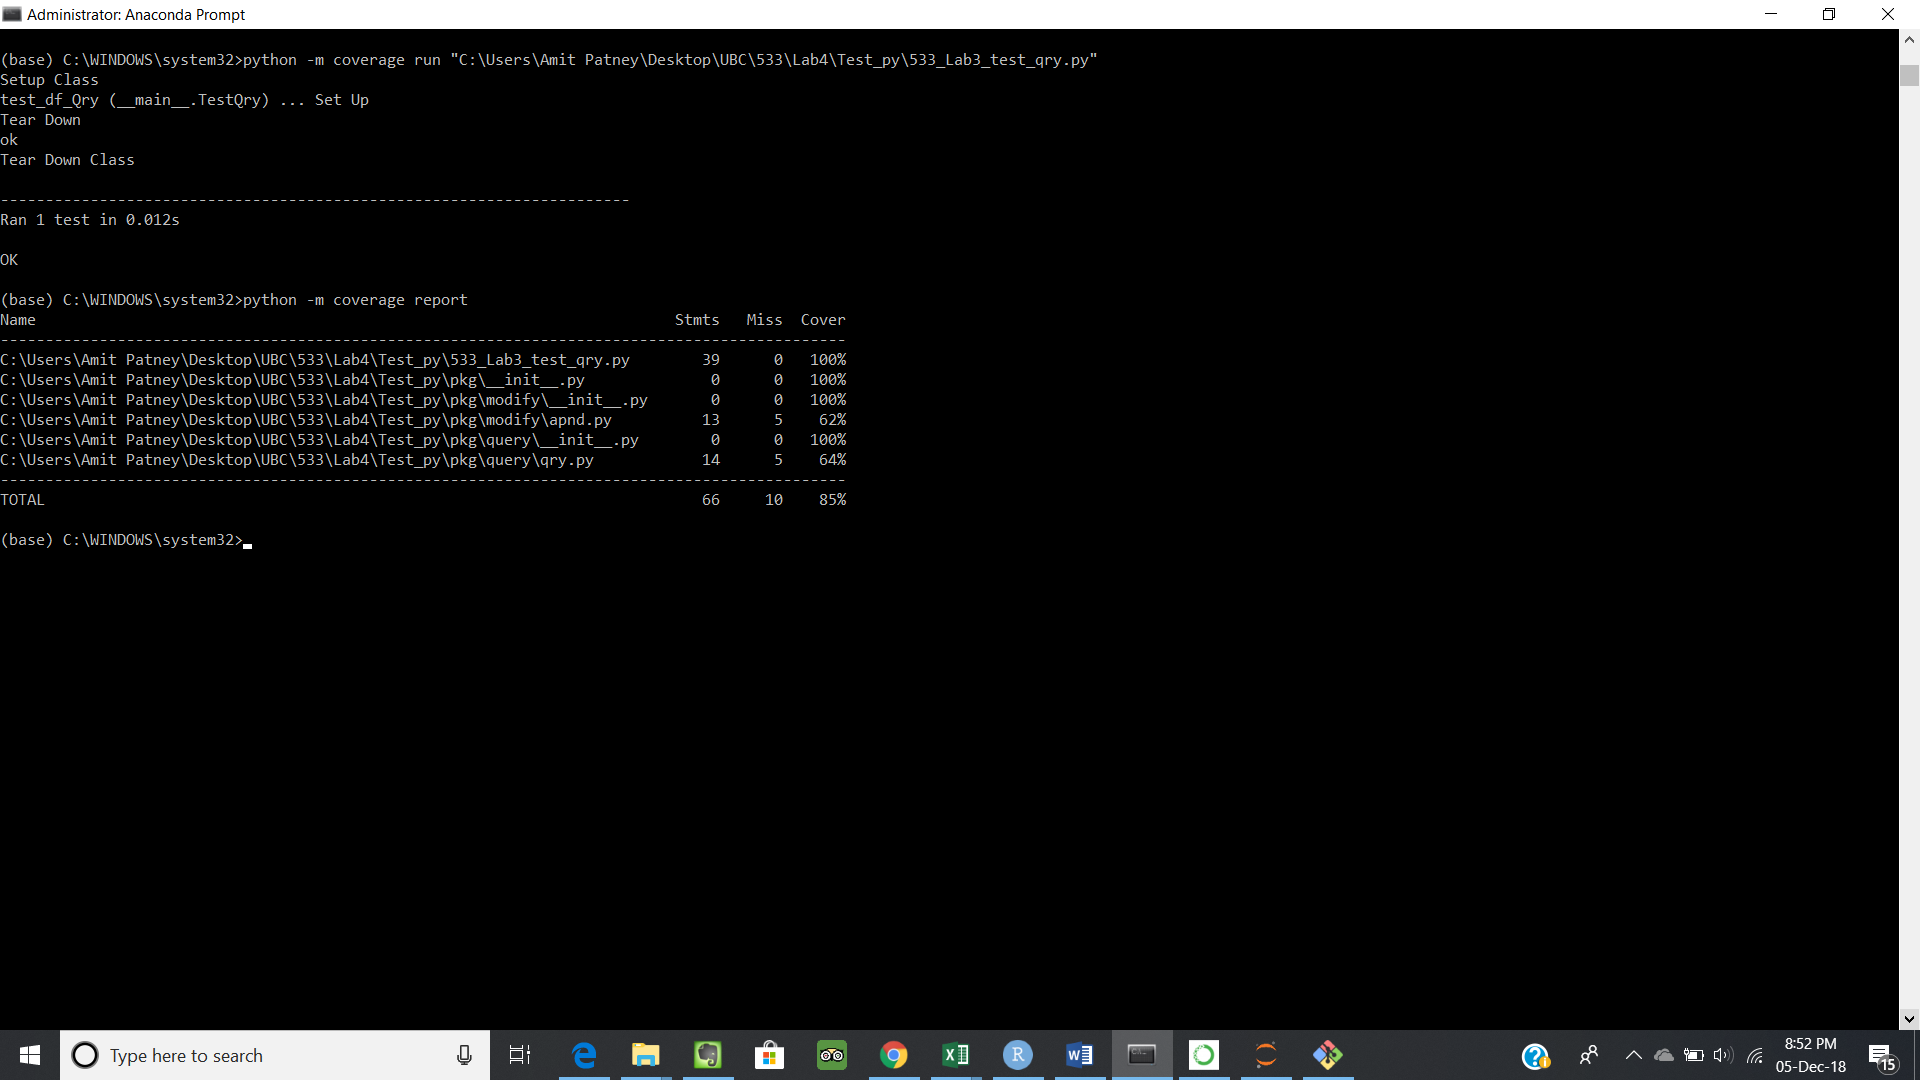 Administrator: Anaconda Prompt
(base) C:\WINDOWS\system32>python -m coverage run "C:\Users\Amit Patney\Desktop\UBC\533\Lab4\Test_py\533_Lab3_test_qry.py"
Setup Class
test_df_Qry (__main__.TestQry) ... Set Up
Tear Down
ok
Tear Down Class
----------------------------------------------------------------------
Ran 1 test in 0.012s
OK
(base) C:\WINDOWS\system32>python -m coverage report
Name Stmts Miss Cover
----------------------------------------------------------------------------------------------
C:\Users\Amit Patney\Desktop\UBC\533\Lab4\Test_py\533_Lab3_test_qry.py 39 0 100%
C:\Users\Amit Patney\Desktop\UBC\533\Lab4\Test_py\pkg\__init__.py 0 0 100%
C:\Users\Amit Patney\Desktop\UBC\533\Lab4\Test_py\pkg\modify\__init__.py 0 0 100%
C:\Users\Amit Patney\Desktop\UBC\533\Lab4\Test_py\pkg\modify\apnd.py 13 5 62%
C:\Users\Amit Patney\Desktop\UBC\533\Lab4\Test_py\pkg\query\__init__.py 0 0 100%
C:\Users\Amit Patney\Desktop\UBC\533\Lab4\Test_py\pkg\query\qry.py 14 5 64%
----------------------------------------------------------------------------------------------
TOTAL 66 10 85%
(base) C:\WINDOWS\system32>
Type here to search
8:52 PM
05-Dec-18
15